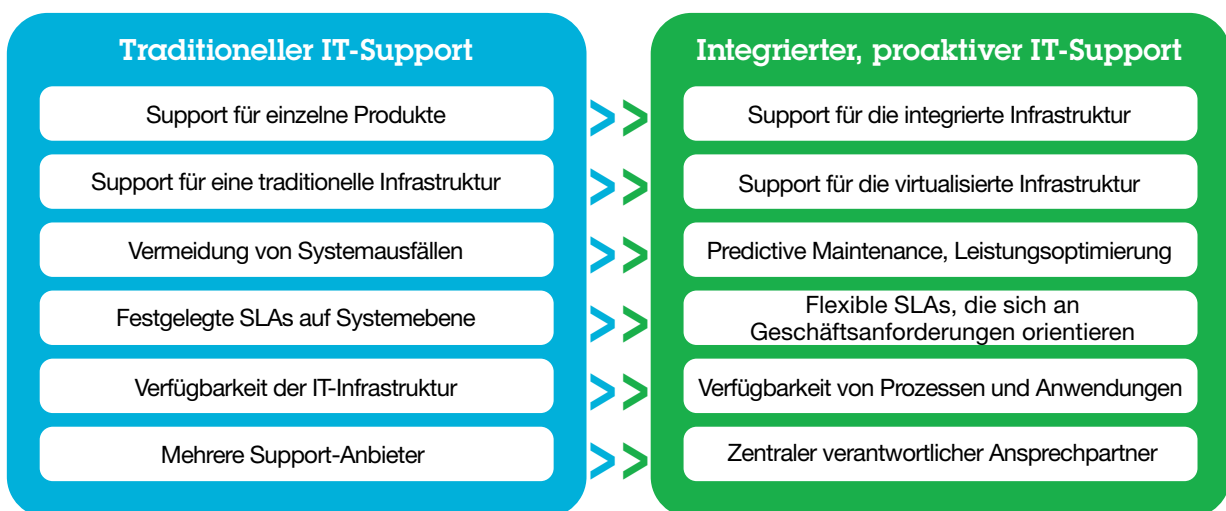 Traditioneller IT-Support
Integrierter, proaktiver IT-Support
Support für einzelne Produkte
>>
Support für die integrierte Infrastruktur
Support für eine traditionelle Infrastruktur
>>
Support für die virtualisierte Infrastruktur
Vermeidung von Systemausfällen
>>
Predictive Maintenance, Leistungsoptimierung
Festgelegte SLAs auf Systemebene
>>
Flexible SLAs, die sich an
Geschäftsanforderungen orientieren
Verfügbarkeit der IT-Infrastruktur
>>
Verfügbarkeit von Prozessen und Anwendungen
Mehrere Support-Anbieter
>>
Zentraler verantwortlicher Ansprechpartner